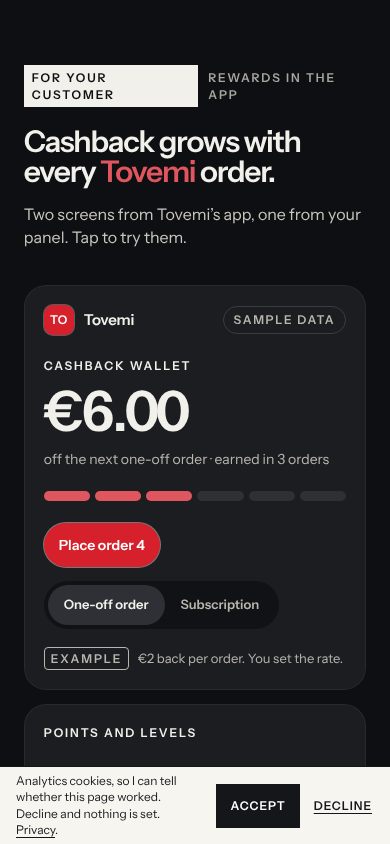 FOR YOUR
CUSTOMER
REWARDS IN THE
APP
Cashback grows with
every Tovemi order.
Two screens from Tovemi's app, one from your
panel. Tap to try them.
TO
Tovemi
SAMPLE DATA
CASHBACK WALLET
€6.00
off the next one-off order · earned in 3 orders
Place order 4
One-off order
Subscription
EXAMPLE
€2 back per order. You set the rate.
POINTS AND LEVELS
Analytics cookies, so I can tell
whether this page worked.
Decline and nothing is set.
Privacy.
ACCEPT
DECLINE